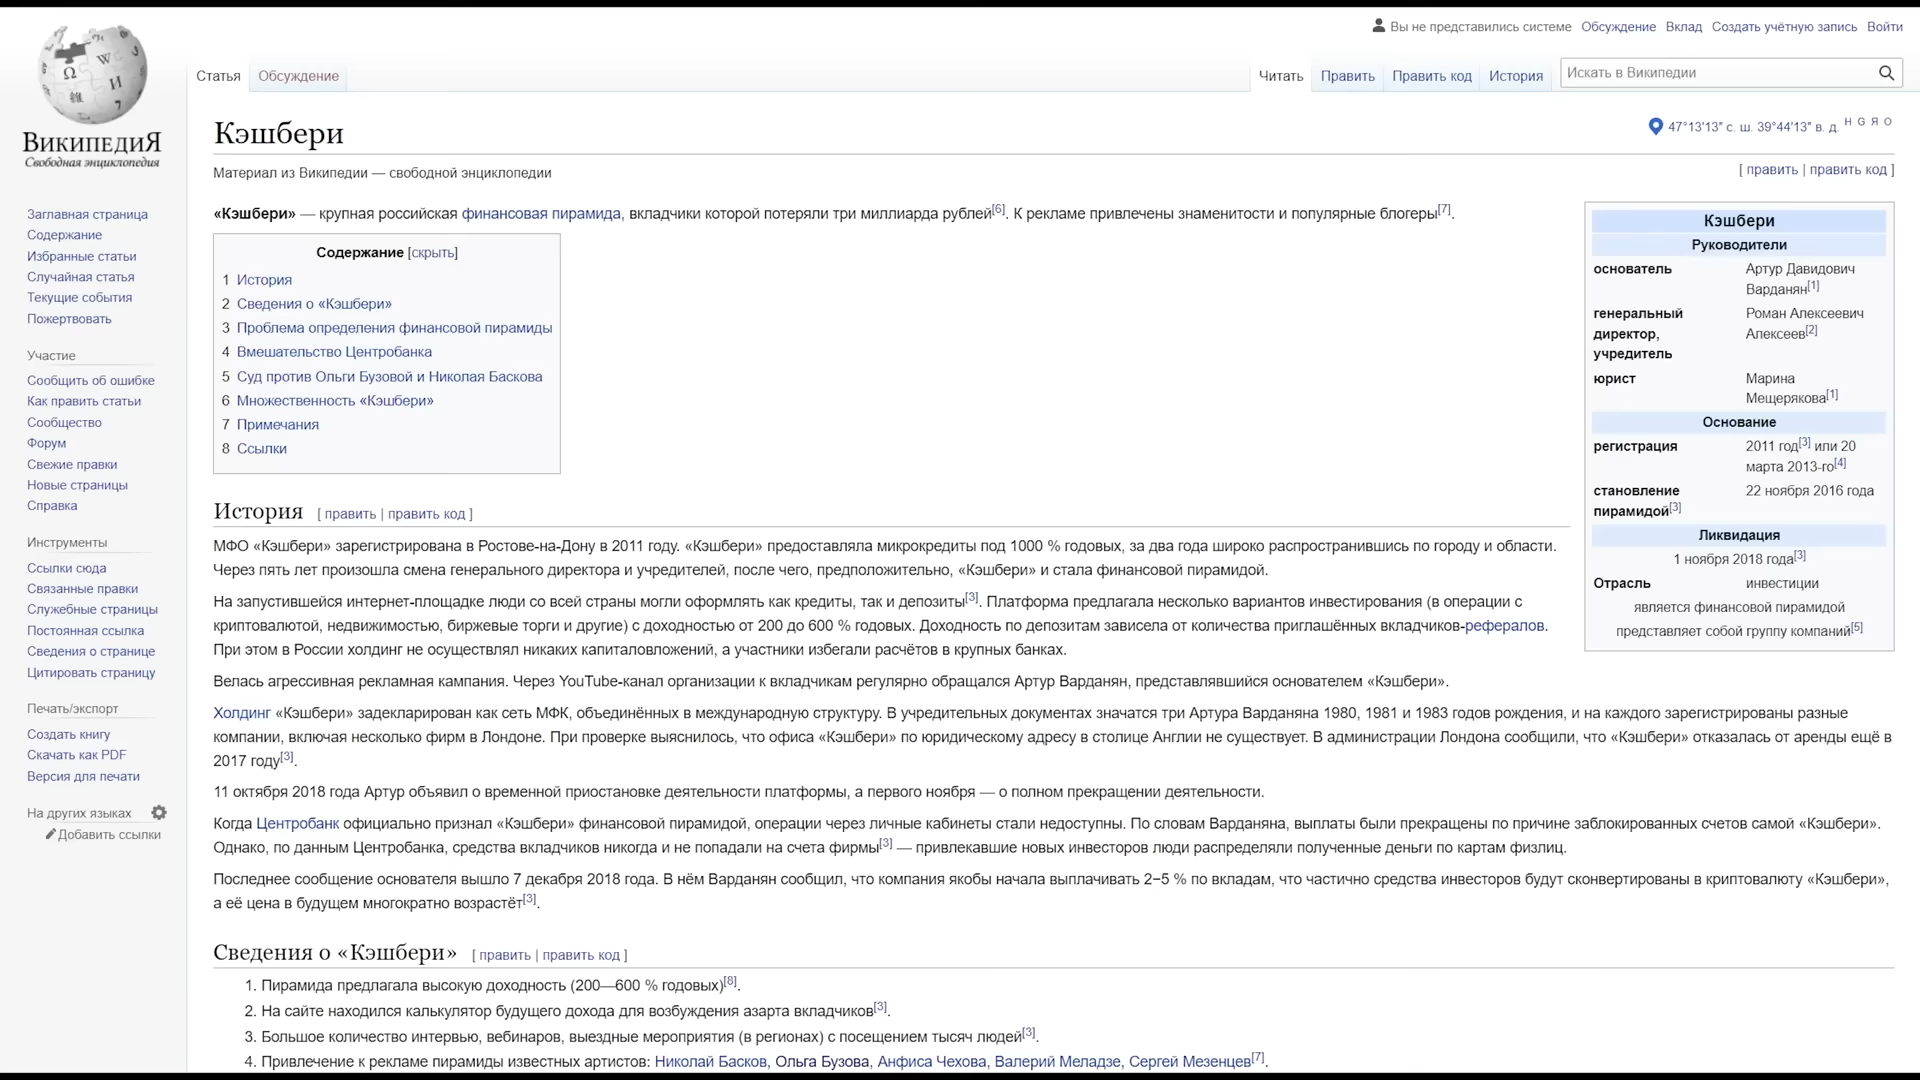 Вы не представились системе Обсуждение Вклад Создать учётную запись Войти
Статья Обсуждение Читать Править Править код История Искать в Википедии
ВикипедиЯ
Свободная энциклопедия
Кэшбери
47°13′13″ с. ш. 39°44′13″ в. д. H G Я O
Материал из Википедии — свободной энциклопедии
[ править | править код ]
«Кэшбери» — крупная российская финансовая пирамида, вкладчики которой потеряли три миллиарда рублей[6]. К рекламе привлечены знаменитости и популярные блогеры[7].
Содержание [скрыть]
1 История
2 Сведения о «Кэшбери»
3 Проблема определения финансовой пирамиды
4 Вмешательство Центробанка
5 Суд против Ольги Бузовой и Николая Баскова
6 Множественность «Кэшбери»
7 Примечания
8 Ссылки
Кэшбери
Руководители
основатель Артур Давидович
Варданян[1]
генеральный Роман Алексеевич
директор, Алексеев[2]
учредитель
юрист Марина
Мещерякова[1]
Основание
регистрация 2011 год[3] или 20
марта 2013-го[4]
становление 22 ноября 2016 года
пирамидой[3]
Ликвидация
1 ноября 2018 года[3]
Отрасль инвестиции
является финансовой пирамидой
представляет собой группу компаний[5]
История [ править | править код ]
МФО «Кэшбери» зарегистрирована в Ростове-на-Дону в 2011 году. «Кэшбери» предоставляла микрокредиты под 1000 % годовых, за два года широко распространившись по городу и области.
Через пять лет произошла смена генерального директора и учредителей, после чего, предположительно, «Кэшбери» и стала финансовой пирамидой.
На запустившейся интернет-площадке люди со всей страны могли оформлять как кредиты, так и депозиты[3]. Платформа предлагала несколько вариантов инвестирования (в операции с
криптовалютой, недвижимостью, биржевые торги и другие) с доходностью от 200 до 600 % годовых. Доходность по депозитам зависела от количества приглашённых вкладчиков-рефералов.
При этом в России холдинг не осуществлял никаких капиталовложений, а участники избегали расчётов в крупных банках.
Велась агрессивная рекламная кампания. Через YouTube-канал организации к вкладчикам регулярно обращался Артур Варданян, представлявшийся основателем «Кэшбери».
Холдинг «Кэшбери» задекларирован как сеть МФК, объединённых в международную структуру. В учредительных документах значатся три Артура Варданяна 1980, 1981 и 1983 годов рождения, и на каждого зарегистрированы разные
компании, включая несколько фирм в Лондоне. При проверке выяснилось, что офиса «Кэшбери» по юридическому адресу в столице Англии не существует. В администрации Лондона сообщили, что «Кэшбери» отказалась от аренды ещё в
2017 году[3].
11 октября 2018 года Артур объявил о временной приостановке деятельности платформы, а первого ноября — о полном прекращении деятельности.
Когда Центробанк официально признал «Кэшбери» финансовой пирамидой, операции через личные кабинеты стали недоступны. По словам Варданяна, выплаты были прекращены по причине заблокированных счетов самой «Кэшбери».
Однако, по данным Центробанка, средства вкладчиков никогда и не попадали на счета фирмы[3] — привлекавшие новых инвесторов люди распределяли полученные деньги по картам физлиц.
Последнее сообщение основателя вышло 7 декабря 2018 года. В нём Варданян сообщил, что компания якобы начала выплачивать 2−5 % по вкладам, что частично средства инвесторов будут сконвертированы в криптовалюту «Кэшбери»,
а её цена в будущем многократно возрастёт[3].
Сведения о «Кэшбери» [ править | править код ]
1. Пирамида предлагала высокую доходность (200—600 % годовых)[8].
2. На сайте находился калькулятор будущего дохода для возбуждения азарта вкладчиков[3].
3. Большое количество интервью, вебинаров, выездные мероприятия (в регионах) с посещением тысяч людей[3].
4. Привлечение к рекламе пирамиды известных артистов: Николай Басков, Ольга Бузова, Анфиса Чехова, Валерий Меладзе, Сергей Мезенцев[7].
Заглавная страница
Содержание
Избранные статьи
Случайная статья
Текущие события
Пожертвовать
Участие
Сообщить об ошибке
Как править статьи
Сообщество
Форум
Свежие правки
Новые страницы
Справка
Инструменты
Ссылки сюда
Связанные правки
Служебные страницы
Постоянная ссылка
Сведения о странице
Цитировать страницу
Печать/экспорт
Создать книгу
Скачать как PDF
Версия для печати
На других языках
Добавить ссылки